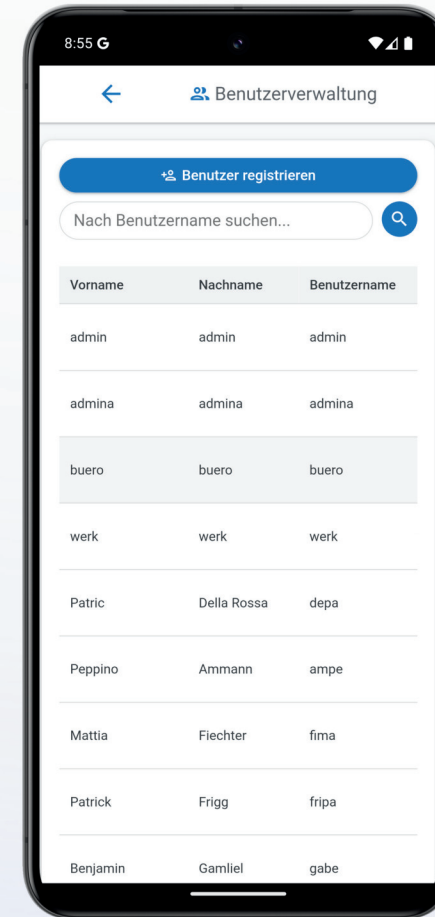 8:55 G
Benutzerverwaltung
Benutzer registrieren
Nach Benutzername suchen...
Vorname Nachname Benutzername
admin admin admin
admina admina admina
buero buero buero
werk werk werk
Patric Della Rossa depa
Peppino Ammann ampe
Mattia Fiechter fima
Patrick Frigg fripa
Benjamin Gamliel gabe